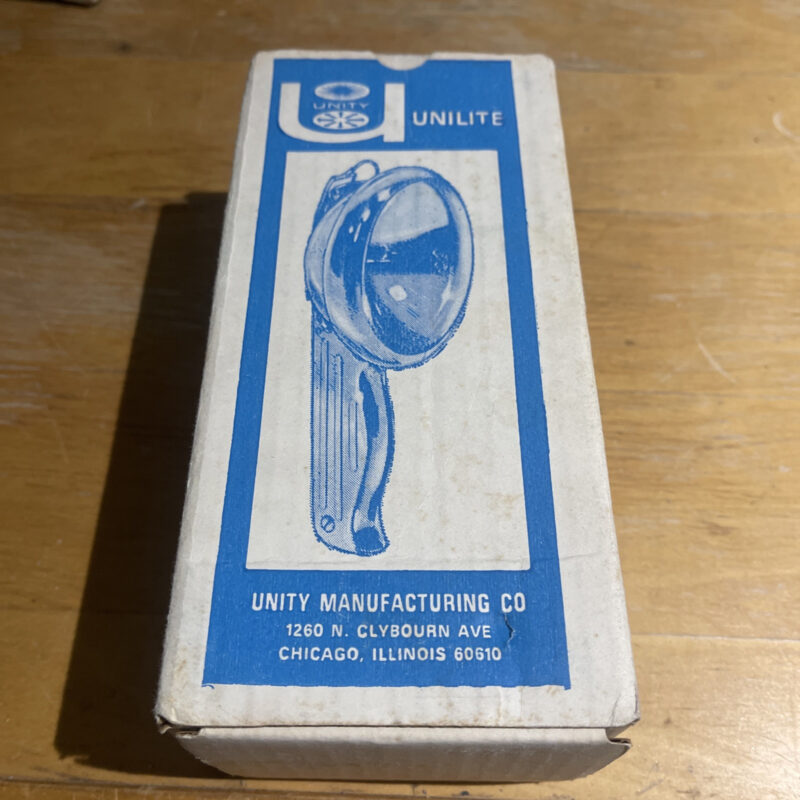 UNITY
UNILITE
UNITY MANUFACTURING CO
1260 N. CLYBOURN AVE
CHICAGO, ILLINOIS 60610